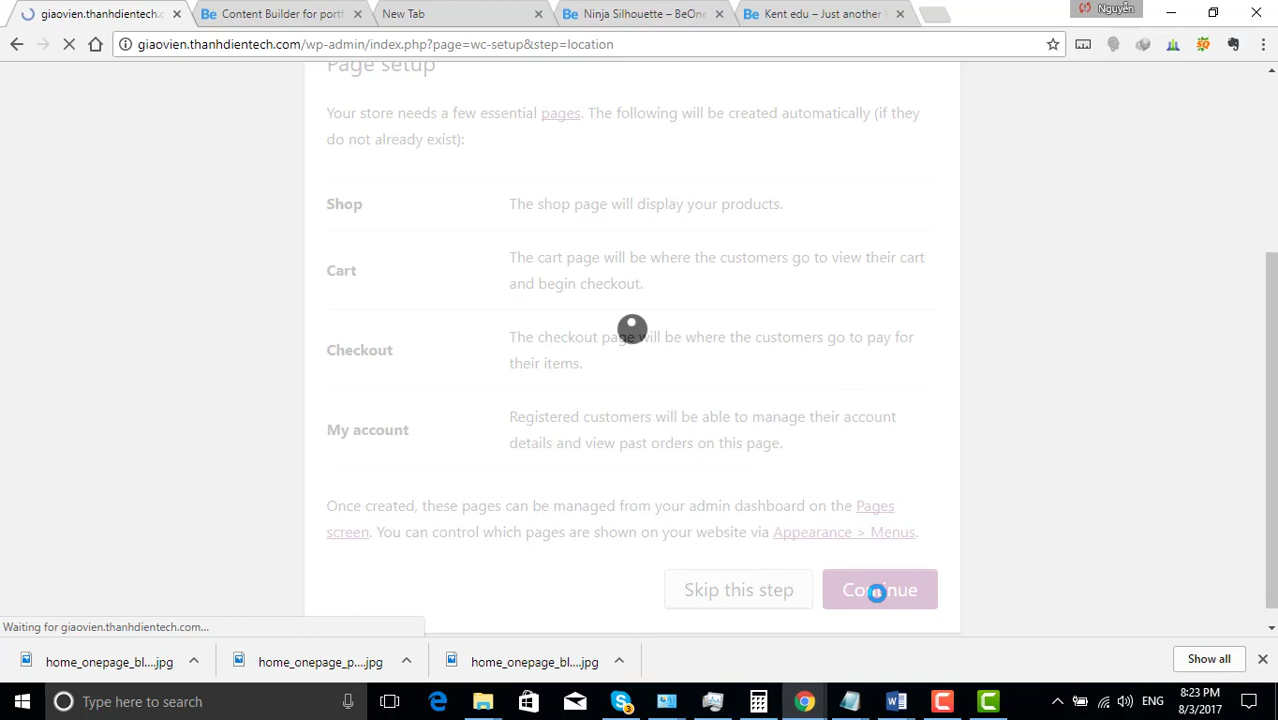 giaovien.thanhdientech.c
Content Builder for portf
New Tab
Ninja Silhouette – BeOne
Kent edu – Just another
Nguyễn
giaovien.thanhdientech.com/wp-admin/index.php?page=wc-setup&step=location
Page setup
Your store needs a few essential pages. The following will be created automatically (if they
do not already exist):
Shop
The shop page will display your products.
Cart
The cart page will be where the customers go to view their cart
and begin checkout.
Checkout
The checkout page will be where the customers go to pay for
their items.
My account
Registered customers will be able to manage their account
details and view past orders on this page.
Once created, these pages can be managed from your admin dashboard on the Pages
screen. You can control which pages are shown on your website via Appearance > Menus.
Skip this step
Continue
Waiting for giaovien.thanhdientech.com...
home_onepage_bl....jpg
home_onepage_p....jpg
home_onepage_bl....jpg
Show all
Type here to search
ENG
8:23 PM
8/3/2017